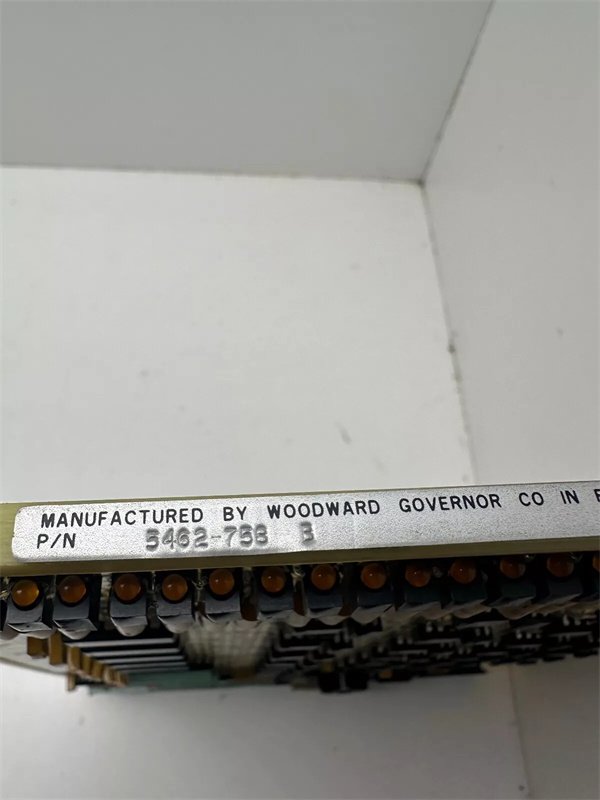 MANUFACTURED BY WOODWARD GOVERNOR CO IN
P/N 5462-758 B